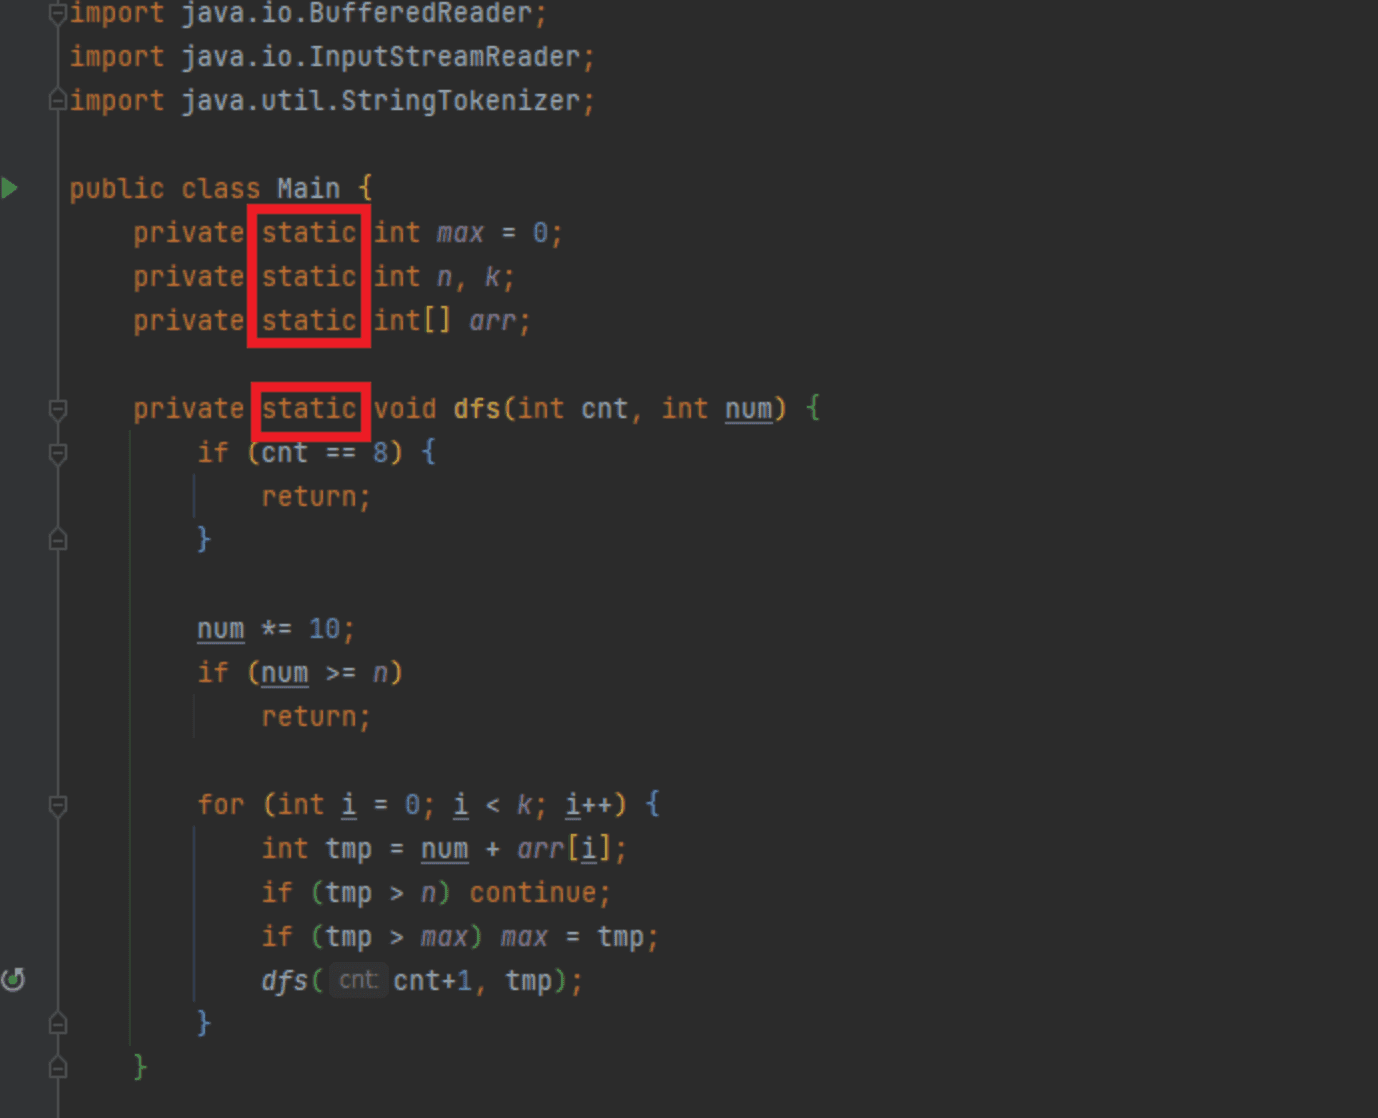 import java.io.BufferedReader;
import java.io.InputStreamReader;
import java.util.StringTokenizer;
public class Main {
private static int max = 0;
private static int n, k;
private static int[] arr;
private static void dfs(int cnt, int num) {
if (cnt == 8) {
return;
}
num *= 10;
if (num >= n)
return;
for (int i = 0; i < k; i++) {
int tmp = num + arr[i];
if (tmp > n) continue;
if (tmp > max) max = tmp;
dfs( cnt: cnt+1, tmp);
}
}